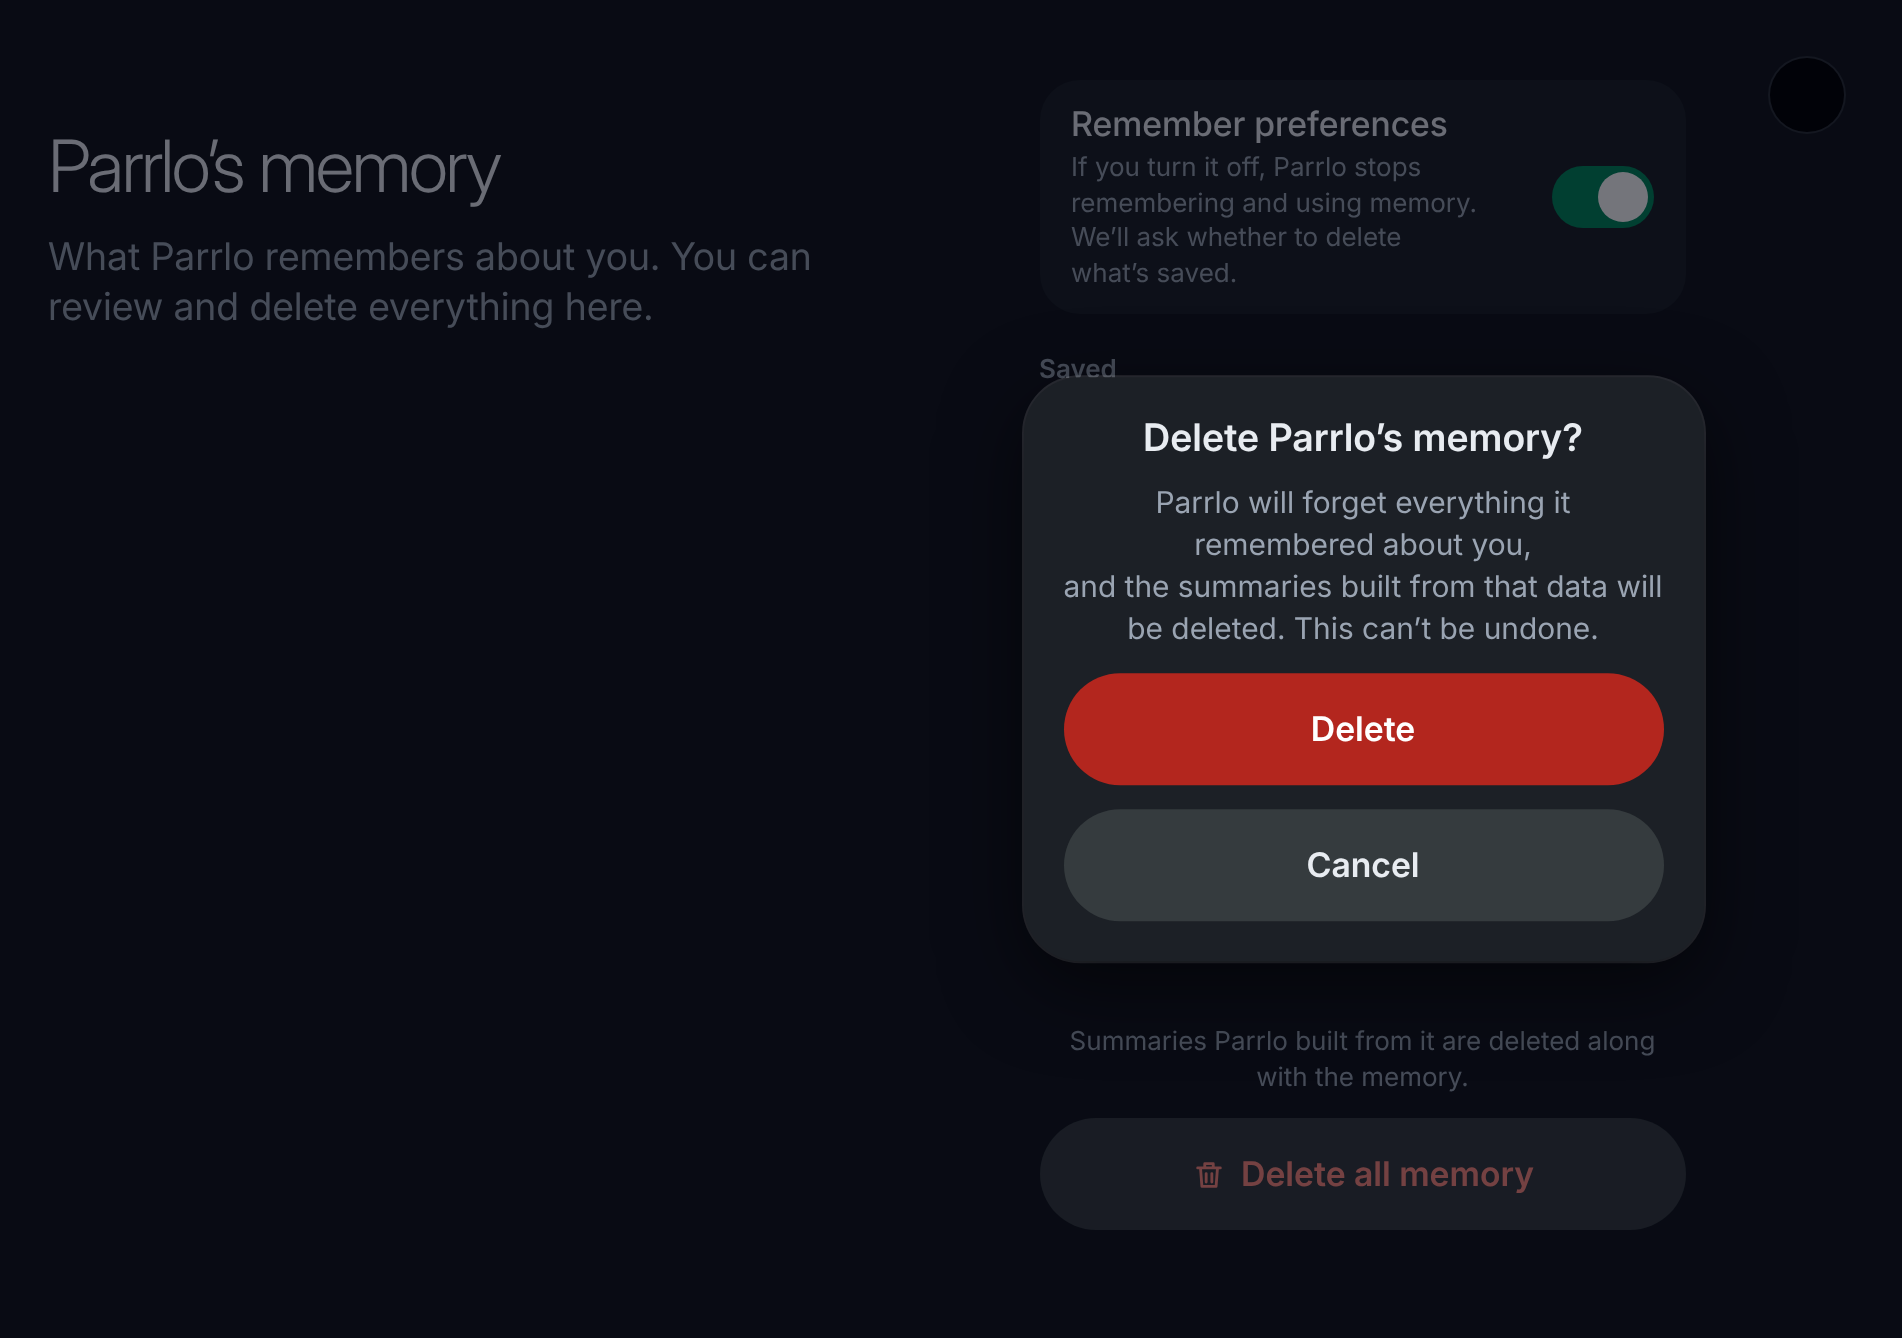 Parrlo’s memory
What Parrlo remembers about you. You can
review and delete everything here.
Remember preferences
If you turn it off, Parrlo stops
remembering and using memory.
We’ll ask whether to delete
what’s saved.
Saved
Delete Parrlo’s memory?
Parrlo will forget everything it
remembered about you,
and the summaries built from that data will
be deleted. This can’t be undone.
Delete
Cancel
Summaries Parrlo built from it are deleted along
with the memory.
Delete all memory